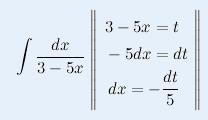 ∫ dx / (3 − 5x) ‖ 3 − 5x = t
− 5dx = dt
dx = − dt / 5 ‖